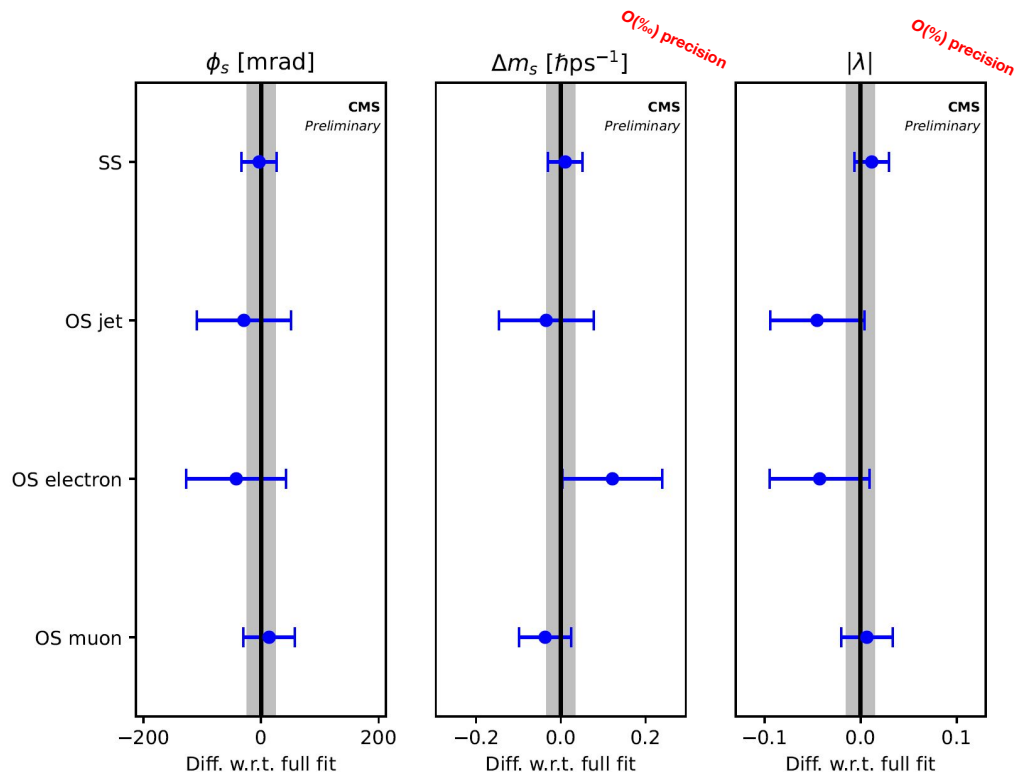 O(‰) precision
O(%) precision
ϕₛ [mrad]
Δmₛ [ħps⁻¹]
|λ|
CMS
Preliminary
CMS
Preliminary
CMS
Preliminary
SS
OS jet
OS electron
OS muon
−200 0 200
−0.2 0.0 0.2
−0.1 0.0 0.1
Diff. w.r.t. full fit
Diff. w.r.t. full fit
Diff. w.r.t. full fit